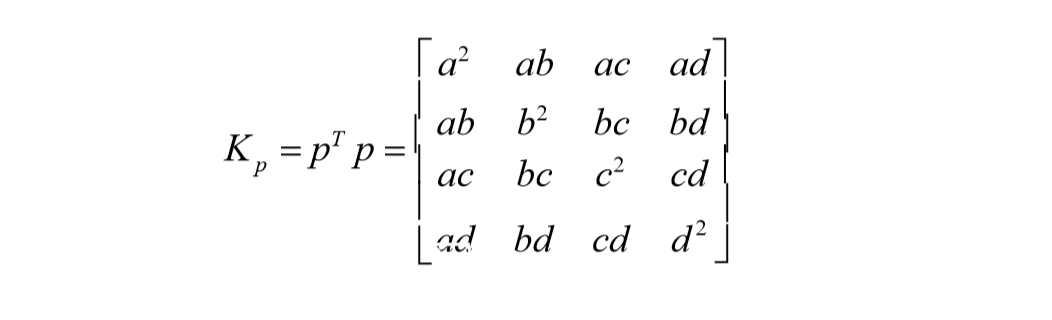 K_p = p^T p = [ a² ab ac ad
ab b² bc bd
ac bc c² cd
ad bd cd d² ]